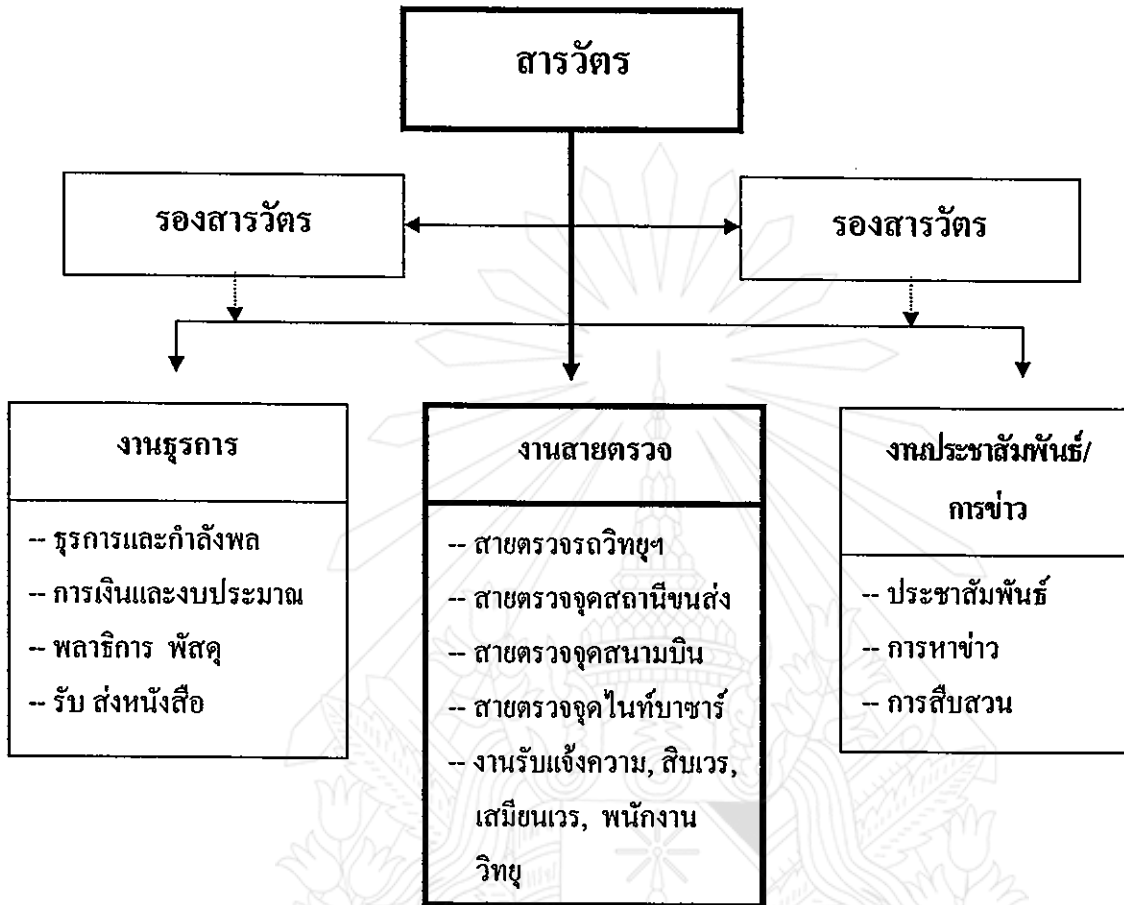 สารวัตร
รองสารวัตร
รองสารวัตร
งานธุรการ
-- ธุรการและกำลังพล
-- การเงินและงบประมาณ
-- พลาธิการ พัสดุ
-- รับ ส่งหนังสือ
งานสายตรวจ
-- สายตรวจรถวิทยุฯ
-- สายตรวจจุดสถานีขนส่ง
-- สายตรวจจุดสนามบิน
-- สายตรวจจุดไนท์บาซาร์
-- งานรับแจ้งความ, สิบเวร,
เสมียนเวร, พนักงาน
วิทยุ
งานประชาสัมพันธ์/
การข่าว
-- ประชาสัมพันธ์
-- การหาข่าว
-- การสืบสวน